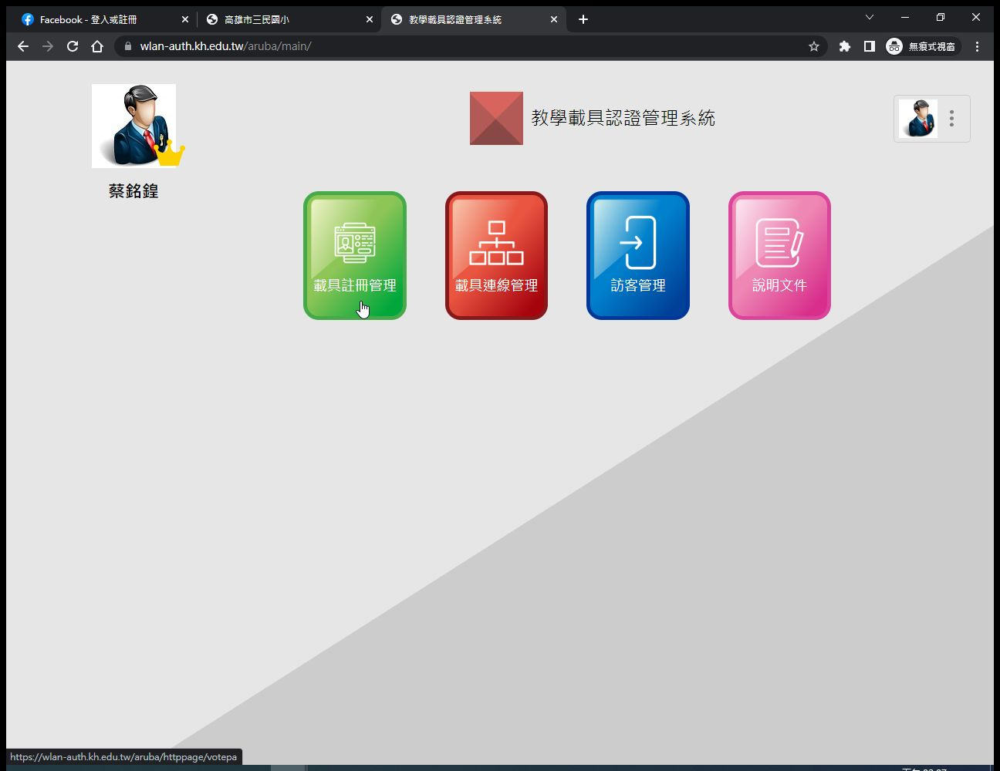 Facebook - 登入或註冊
高雄市三民國小
教學載具認證管理系統
wlan-auth.kh.edu.tw/aruba/main/
無痕式視窗
教學載具認證管理系統
蔡銘鍠
載具註冊管理
載具連線管理
訪客管理
說明文件
https://wlan-auth.kh.edu.tw/aruba/httppage/votepa